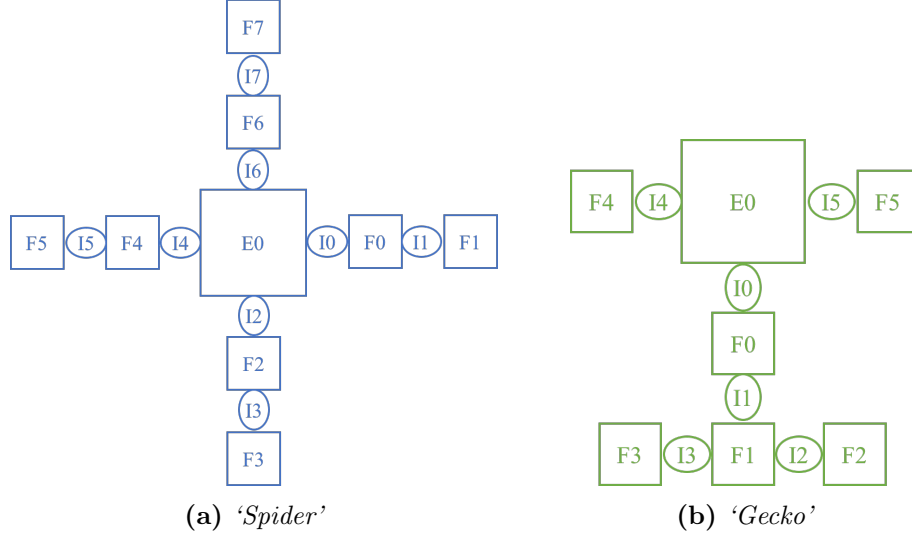 F7
I7
F6
I6
F5 I5 F4 I4 E0 I0 F0 I1 F1
I2
F2
I3
F3
(a) ‘Spider’
F4 I4 E0 I5 F5
I0
F0
I1
F3 I3 F1 I2 F2
(b) ‘Gecko’